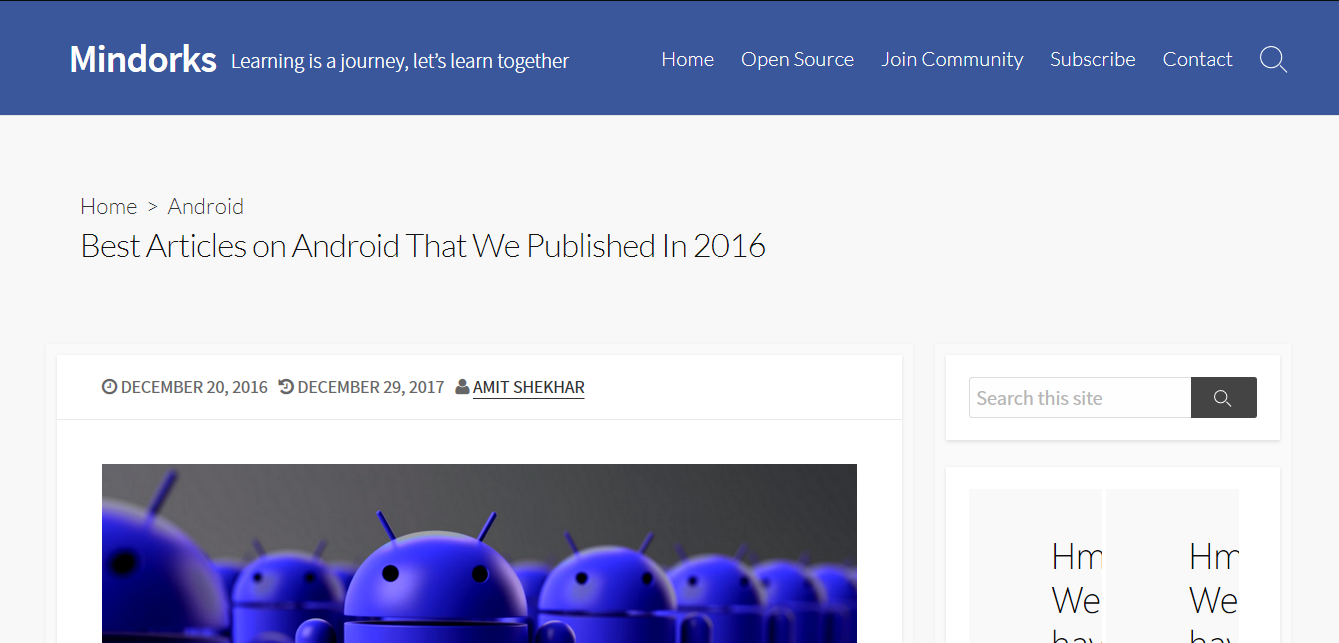 Mindorks Learning is a journey, let's learn together Home Open Source Join Community Subscribe Contact
Home > Android
Best Articles on Android That We Published In 2016
DECEMBER 20, 2016 DECEMBER 29, 2017 AMIT SHEKHAR
Search this site
Hm Hm
We We